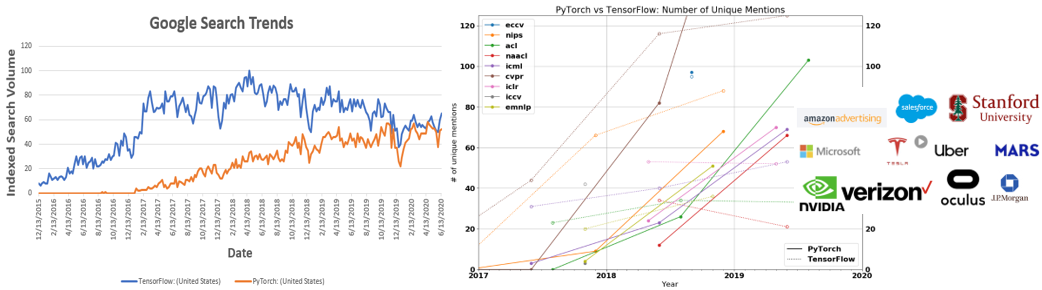 Google Search Trends
Indexed Search Volume
120
100
80
60
40
20
0
12/13/2015
2/13/2016
4/13/2016
6/13/2016
8/13/2016
10/13/2016
12/13/2016
2/13/2017
4/13/2017
6/13/2017
8/13/2017
10/13/2017
12/13/2017
2/13/2018
4/13/2018
6/13/2018
8/13/2018
10/13/2018
12/13/2018
2/13/2019
4/13/2019
6/13/2019
8/13/2019
10/13/2019
12/13/2019
2/13/2020
4/13/2020
6/13/2020
Date
TensorFlow: (United States)
PyTorch: (United States)
PyTorch vs TensorFlow: Number of Unique Mentions
# of unique mentions
120
100
80
60
40
20
0
eccv
nips
acl
naacl
icml
cvpr
iclr
iccv
emnlp
120
100
20
0
PyTorch
TensorFlow
2017
2018
2019
2020
Year
amazon advertising
salesforce
Stanford
University
Microsoft
TESLA
Uber
MARS
NVIDIA
verizon
oculus
J.P.Morgan